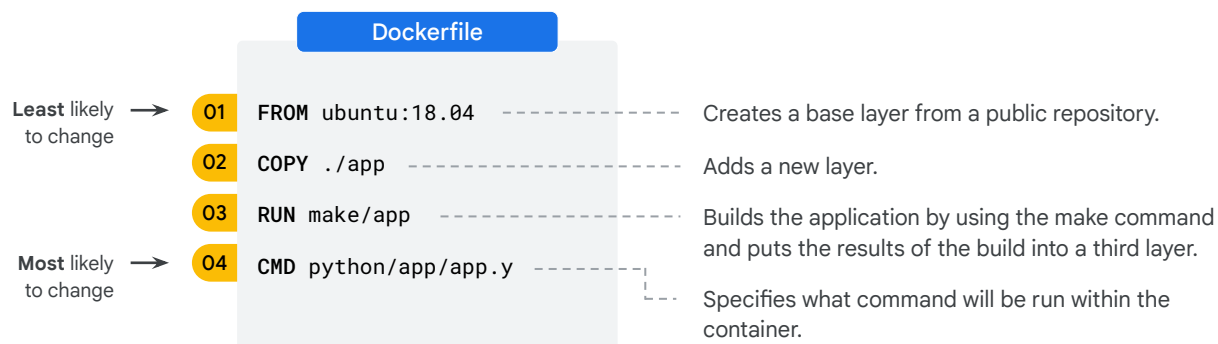 Dockerfile
Least likely
to change
01 FROM ubuntu:18.04
Creates a base layer from a public repository.
02 COPY ./app
Adds a new layer.
03 RUN make/app
Builds the application by using the make command
and puts the results of the build into a third layer.
Most likely
to change
04 CMD python/app/app.y
Specifies what command will be run within the
container.